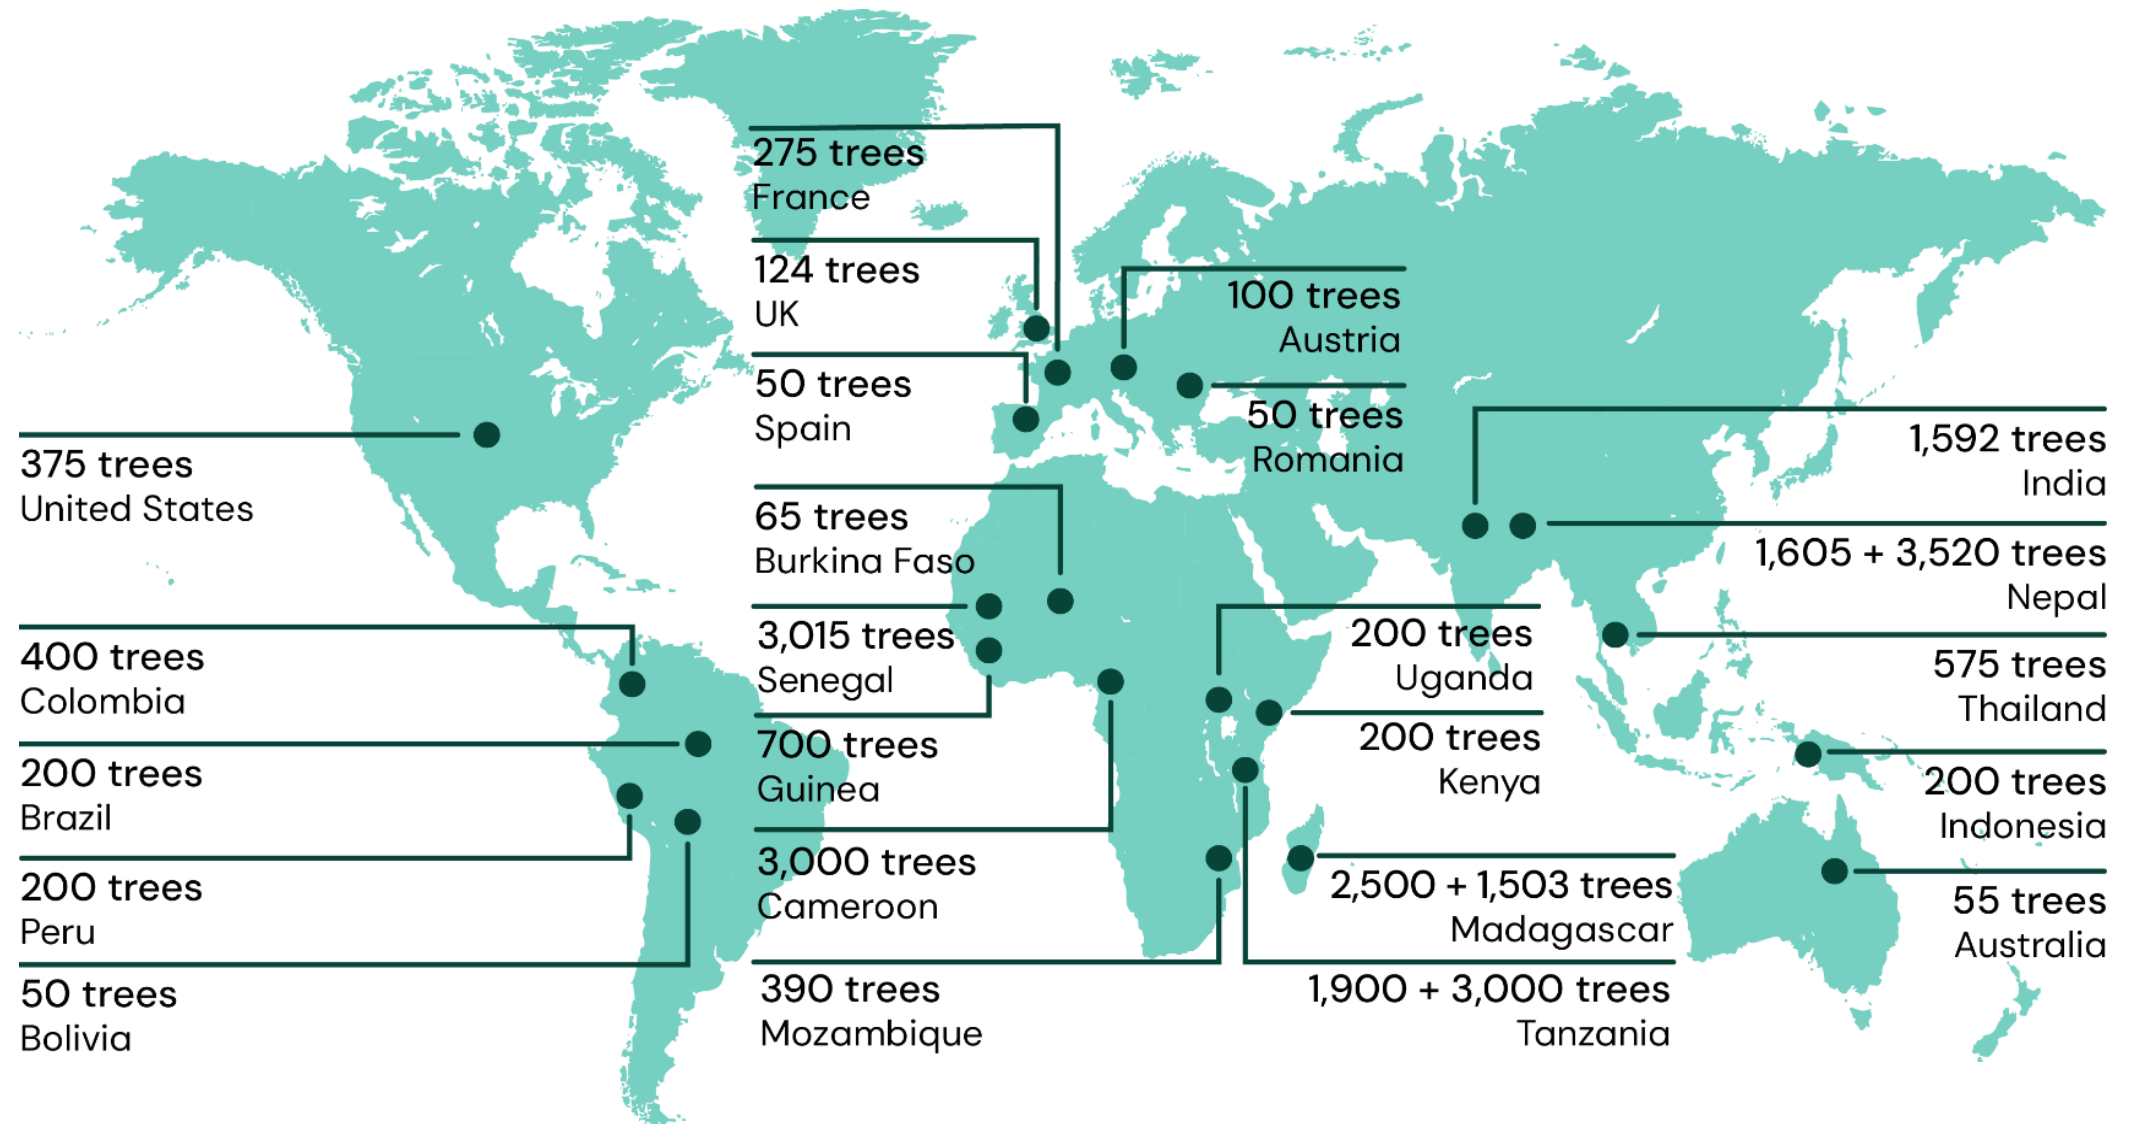 275 trees
France
124 trees
UK
50 trees
Spain
100 trees
Austria
50 trees
Romania
375 trees
United States
65 trees
Burkina Faso
3,015 trees
Senegal
700 trees
Guinea
3,000 trees
Cameroon
390 trees
Mozambique
400 trees
Colombia
200 trees
Brazil
200 trees
Peru
50 trees
Bolivia
200 trees
Uganda
200 trees
Kenya
2,500 + 1,503 trees
Madagascar
1,900 + 3,000 trees
Tanzania
1,592 trees
India
1,605 + 3,520 trees
Nepal
575 trees
Thailand
200 trees
Indonesia
55 trees
Australia